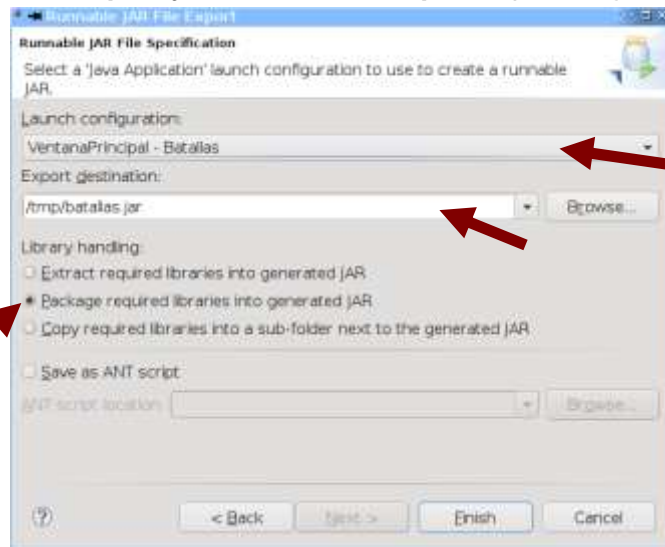 Runnable JAR File Export
Runnable JAR File Specification
Select a 'Java Application' launch configuration to use to create a runnable
JAR.
Launch configuration:
VentanaPrincipal - Batallas
Export destination:
/tmp/batallas.jar
Browse...
Library handling:
Extract required libraries into generated JAR
Package required libraries into generated JAR
Copy required libraries into a sub-folder next to the generated JAR
Save as ANT script
ANT script location:
Browse...
< Back
Next >
Finish
Cancel